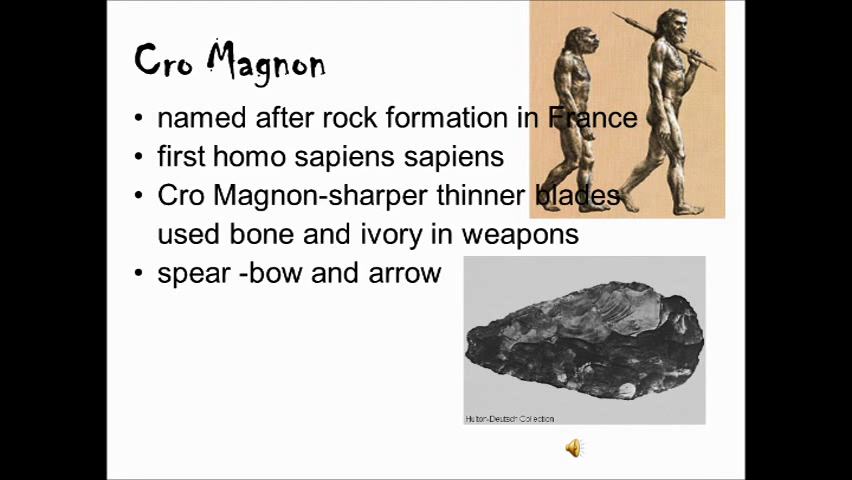 Cro Magnon
• named after rock formation in France
• first homo sapiens sapiens
• Cro Magnon-sharper thinner blades
used bone and ivory in weapons
• spear -bow and arrow
Hulton-Deutsch Collection